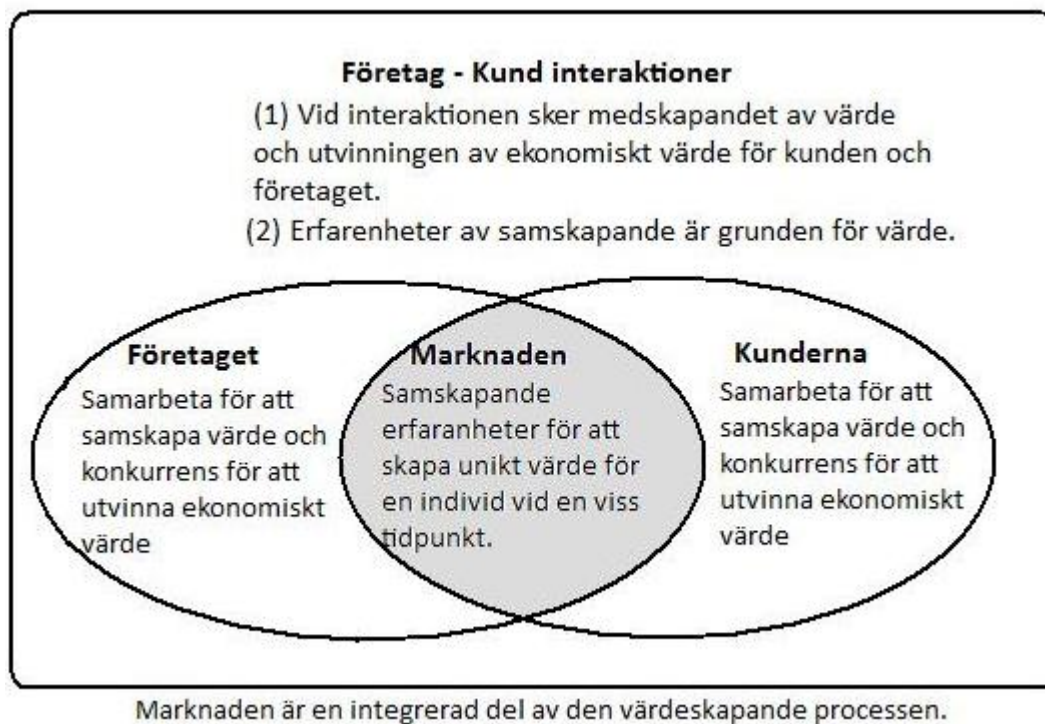 Företag - Kund interaktioner
(1) Vid interaktionen sker medskapandet av värde
och utvinningen av ekonomiskt värde för kunden och
företaget.
(2) Erfarenheter av samskapande är grunden för värde.
Företaget
Samarbeta för att
samskapa värde och
konkurrens för att
utvinna ekonomiskt
värde
Marknaden
Samskapande
erfaranheter för att
skapa unikt värde för
en individ vid en viss
tidpunkt.
Kunderna
Samarbeta för att
samskapa värde och
konkurrens för att
utvinna ekonomiskt
värde
Marknaden är en integrerad del av den värdeskapande processen.